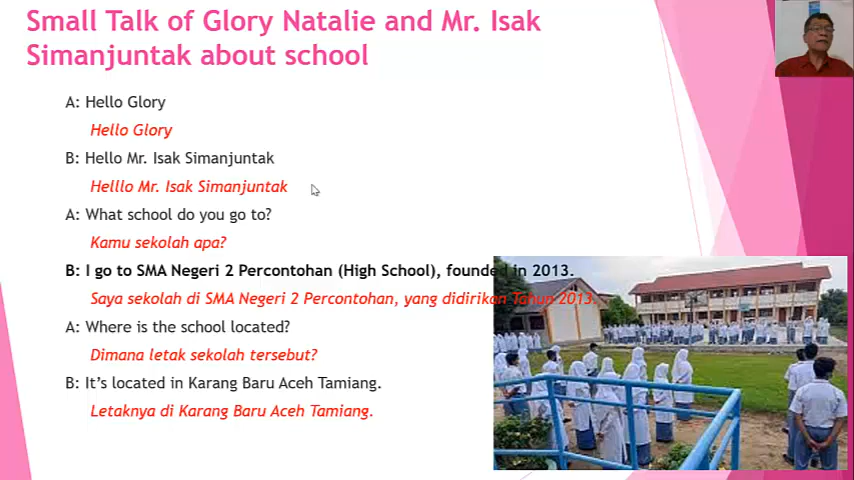 Small Talk of Glory Natalie and Mr. Isak
Simanjuntak about school
A: Hello Glory
Hello Glory
B: Hello Mr. Isak Simanjuntak
Helllo Mr. Isak Simanjuntak
A: What school do you go to?
Kamu sekolah apa?
B: I go to SMA Negeri 2 Percontohan (High School), founded in 2013.
Saya sekolah di SMA Negeri 2 Percontohan, yang didirikan Tahun 2013.
A: Where is the school located?
Dimana letak sekolah tersebut?
B: It's located in Karang Baru Aceh Tamiang.
Letaknya di Karang Baru Aceh Tamiang.